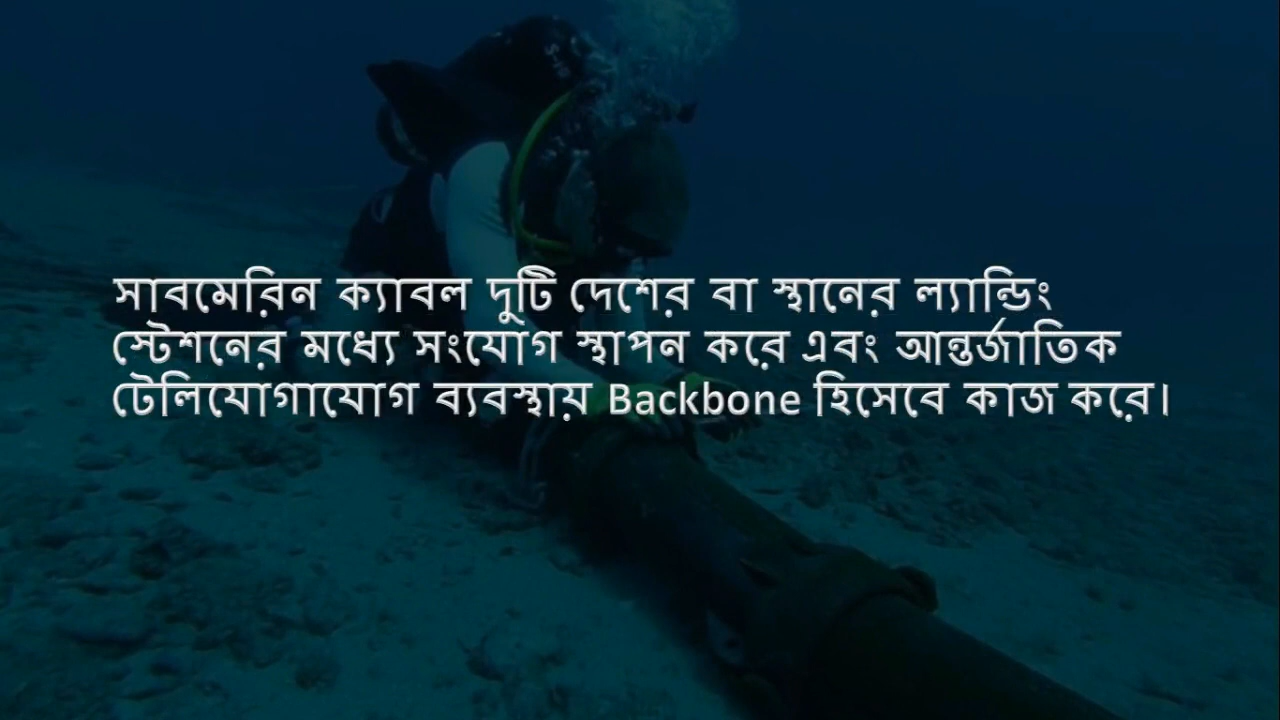 সাবমেরিন ক্যাবল দুটি দেশের বা স্থানের ল্যান্ডিং
স্টেশনের মধ্যে সংযোগ স্থাপন করে এবং আন্তর্জাতিক
টেলিযোগাযোগ ব্যবস্থায় Backbone হিসেবে কাজ করে।